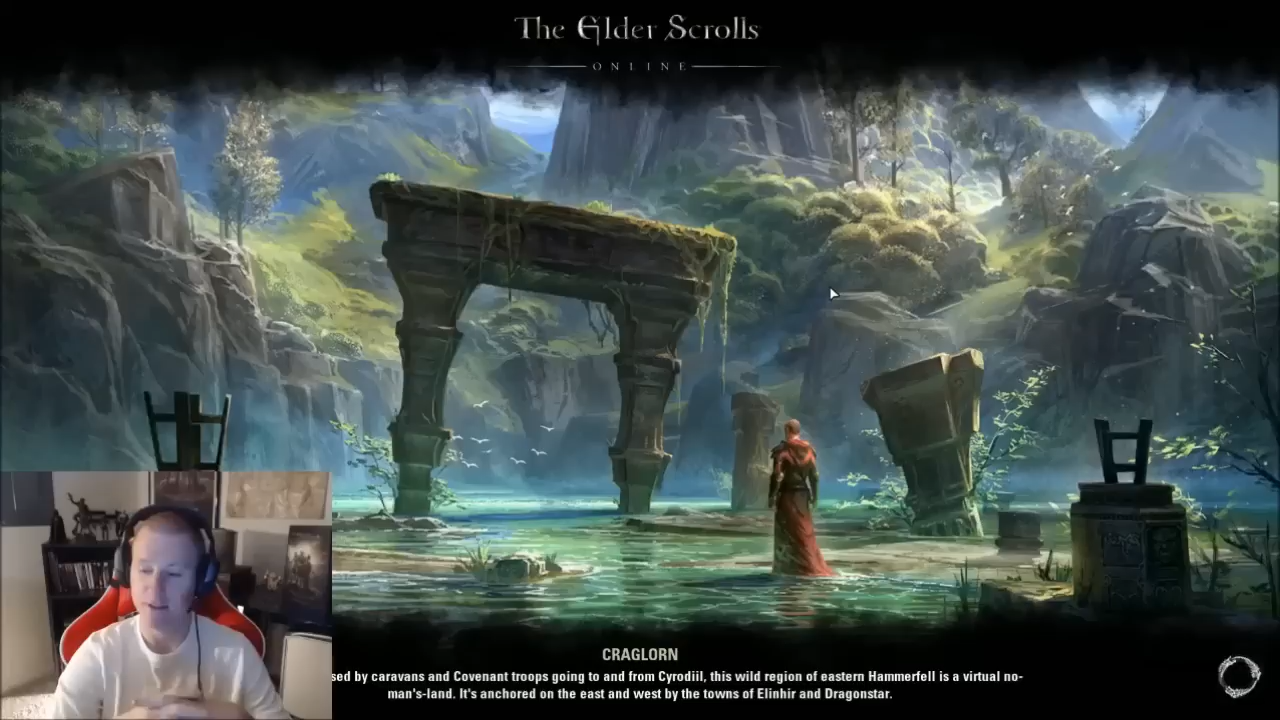 The Elder Scrolls
ONLINE
CRAGLORN
by caravans and Covenant troops going to and from Cyrodiil, this wild region of eastern Hammerfell is a virtual no-
man's-land. It's anchored on the east and west by the towns of Elinhir and Dragonstar.